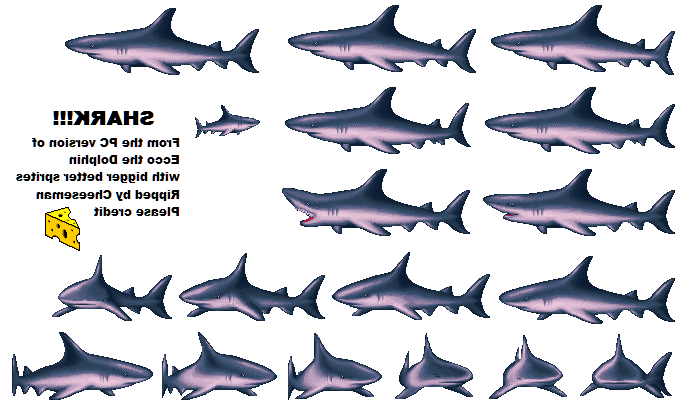 SHARK!!!
From the PC version of
Ecco the Dolphin
with bigger better sprites
Ripped by Cheeseman
Please credit